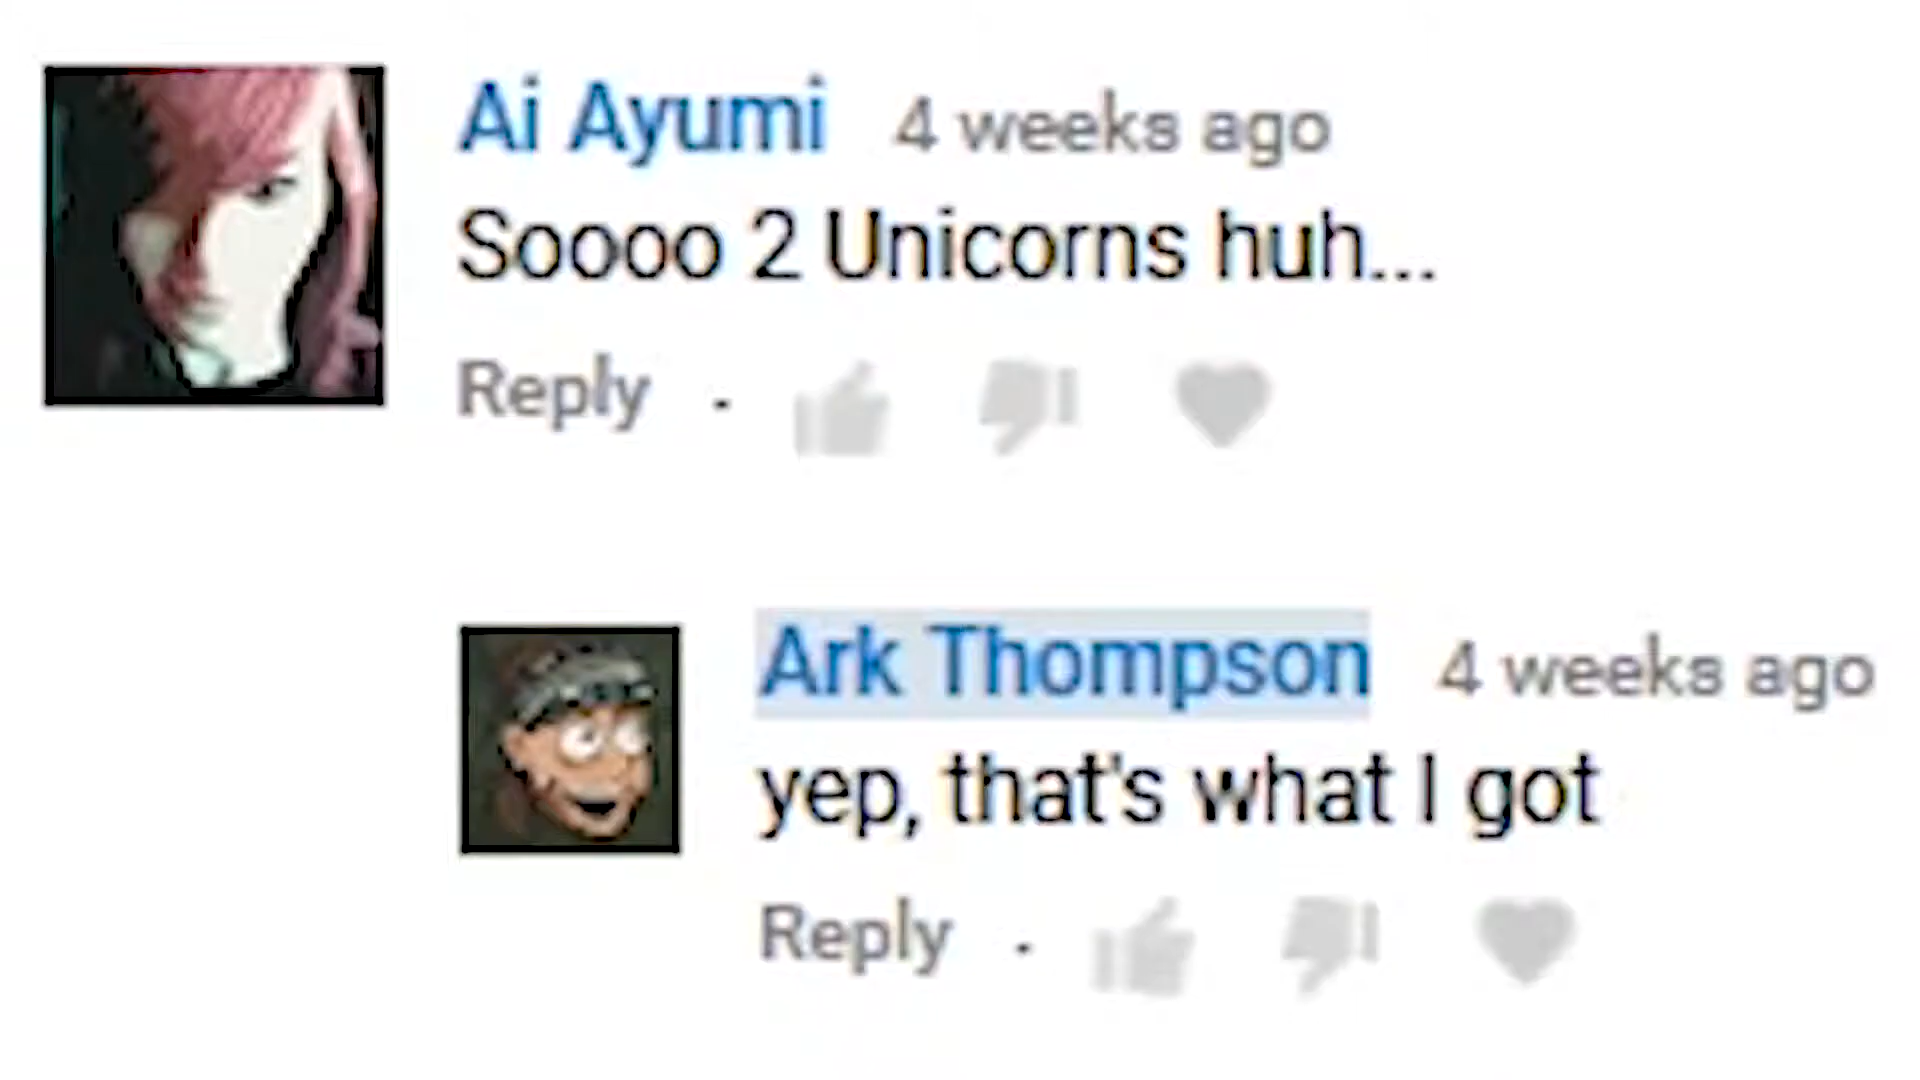 Ai Ayumi 4 weeks ago
Soooo 2 Unicorns huh...
Reply ·
Ark Thompson 4 weeks ago
yep, that's what I got
Reply ·